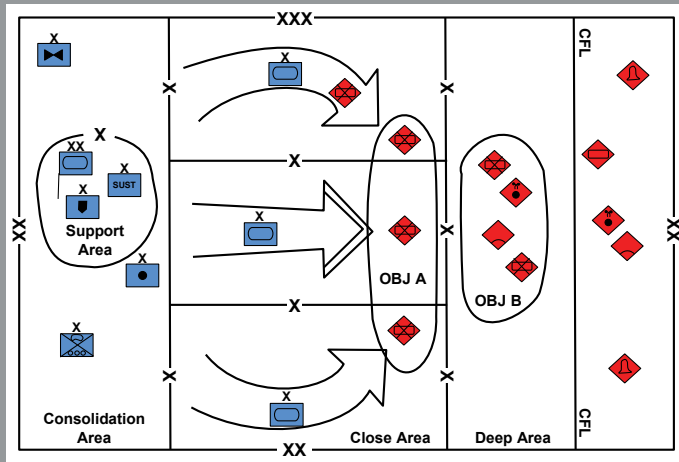 XXX
CFL
X
X
X
X
X
X
XX
X
SUST
X
X
X
X
XX
Support
Area
X
XX
X
OBJ A
OBJ B
X
X
X
X
X
X
CFL
Consolidation
Area
Close Area
Deep Area
XX